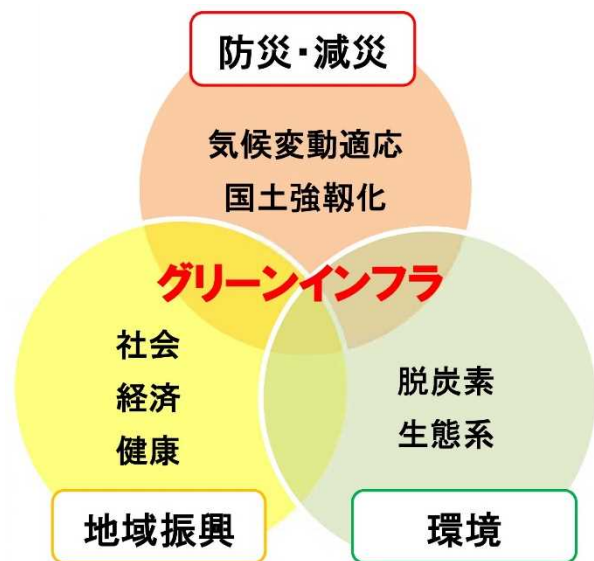 防災・減災
気候変動適応
国土強靱化
グリーンインフラ
社会
経済
健康
脱炭素
生態系
地域振興
環境